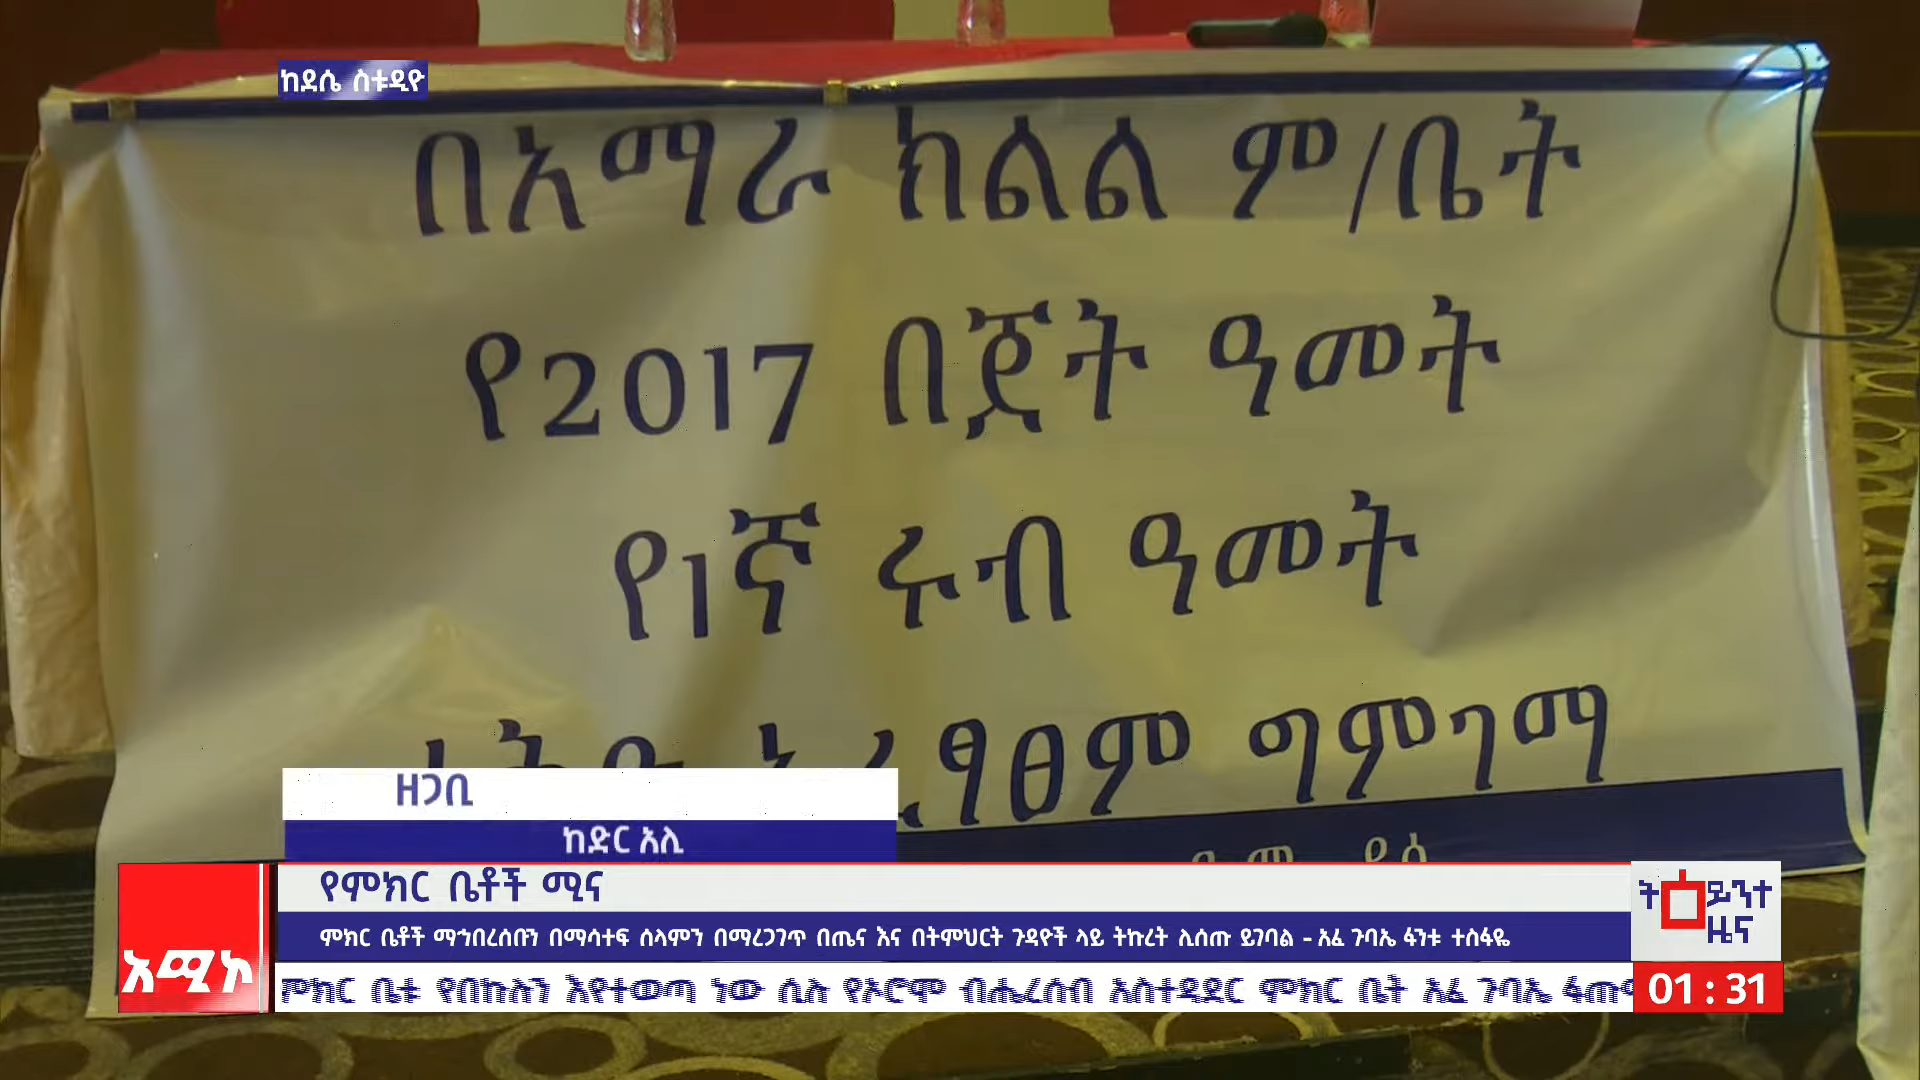 ከደሴ ስቱዲዮ
በአማራ ክልል ም/ቤት
የ2017 በጀት ዓመት
የ1ኛ ሩብ ዓመት
ግምገማ
ዘጋቢ
ከድር አሊ
የምክር ቤቶች ሚና
ምክር ቤቶች ማኅበረሰቡን በማሳተፍ ሰላምን በማረጋገጥ በጤና እና በትምህርት ጉዳዮች ላይ ትኩረት ሊሰጡ ይገባል - አፈ ጉባኤ ፋንቱ ተስፋዬ
አሚኮ
ምክር ቤቱ የበኩሉን እየተወጣ ነው ሲሉ የኦሮሞ ብሔረሰብ አስተዳደር ምክር ቤት አፈ ጉባኤ
ዜና
01:31